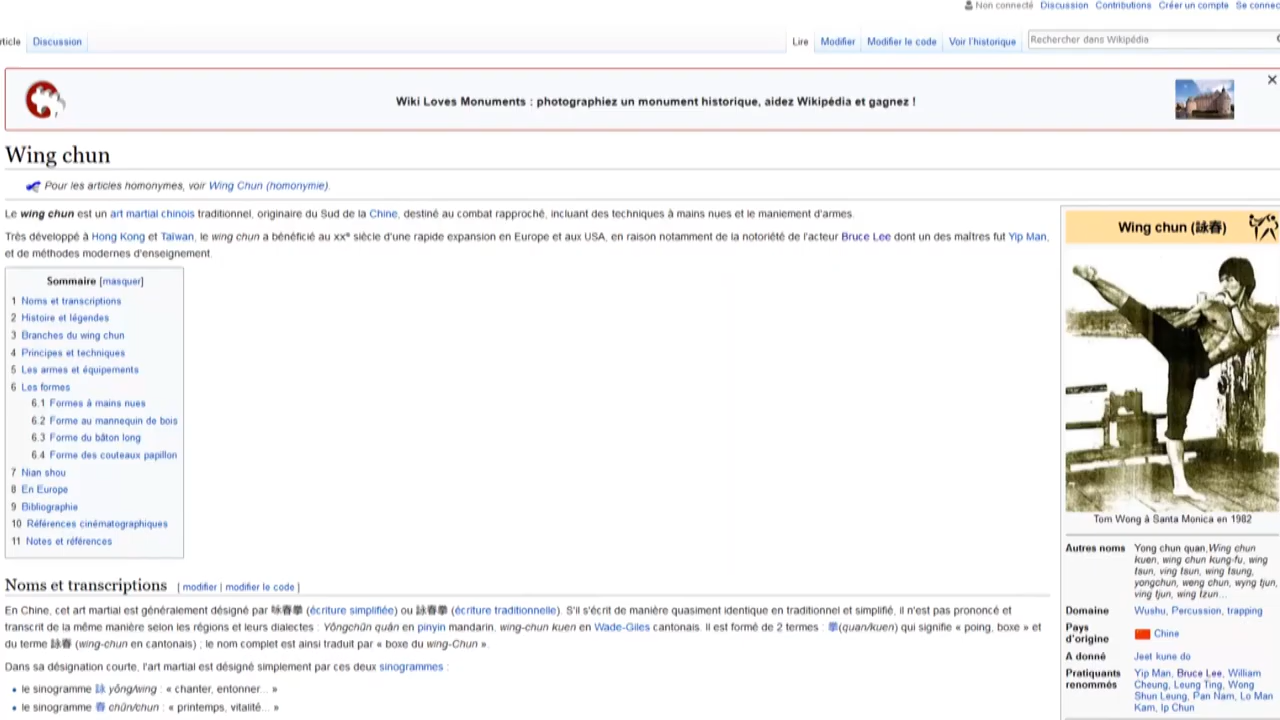 Non connecté Discussion Contributions Créer un compte Se connec
rticle Discussion Lire Modifier Modifier le code Voir l'historique Rechercher dans Wikipédia
Wiki Loves Monuments : photographiez un monument historique, aidez Wikipédia et gagnez !
Wing chun
Pour les articles homonymes, voir Wing Chun (homonymie).
Le wing chun est un art martial chinois traditionnel, originaire du Sud de la Chine, destiné au combat rapproché, incluant des techniques à mains nues et le maniement d'armes.
Très développé à Hong Kong et Taïwan, le wing chun a bénéficié au XXe siècle d'une rapide expansion en Europe et aux USA, en raison notamment de la notoriété de l'acteur Bruce Lee dont un des maîtres fut Yip Man,
et de méthodes modernes d'enseignement.
Sommaire [masquer]
1 Noms et transcriptions
2 Histoire et légendes
3 Branches du wing chun
4 Principes et techniques
5 Les armes et équipements
6 Les formes
6.1 Formes à mains nues
6.2 Forme au mannequin de bois
6.3 Forme du bâton long
6.4 Forme des couteaux papillon
7 Nian shou
8 En Europe
9 Bibliographie
10 Références cinématographiques
11 Notes et références
Noms et transcriptions [ modifier | modifier le code ]
En Chine, cet art martial est généralement désigné par 咏春拳 (écriture simplifiée) ou 詠春拳 (écriture traditionnelle). S'il s'écrit de manière quasiment identique en traditionnel et simplifié, il n'est pas prononcé et
transcrit de la même manière selon les régions et leurs dialectes : Yǒngchūn quán en pinyin mandarin, wing-chun kuen en Wade-Giles cantonais. Il est formé de 2 termes : 拳(quan/kuen) qui signifie « poing, boxe » et
du terme 詠春 (wing-chun en cantonais) ; le nom complet est ainsi traduit par « boxe du wing-Chun ».
Dans sa désignation courte, l'art martial est désigné simplement par ces deux sinogrammes :
• le sinogramme 詠 yǒng/wing : « chanter, entonner... »
• le sinogramme 春 chūn/chun : « printemps, vitalité... »
Wing chun (詠春)
Tom Wong à Santa Monica en 1982
Autres noms Yong chun quan,Wing chun
kuen, wing chun kung-fu, wing
tsun, ving tsun, wing tsung,
yongchun, weng chun, wyng tjun,
ving tjun, wing tzun...
Domaine Wushu, Percussion, trapping
Pays
d'origine Chine
A donné Jeet kune do
Pratiquants
renommés Yip Man, Bruce Lee, William
Cheung, Leung Ting, Wong
Shun Leung, Pan Nam, Lo Man
Kam, Ip Chun